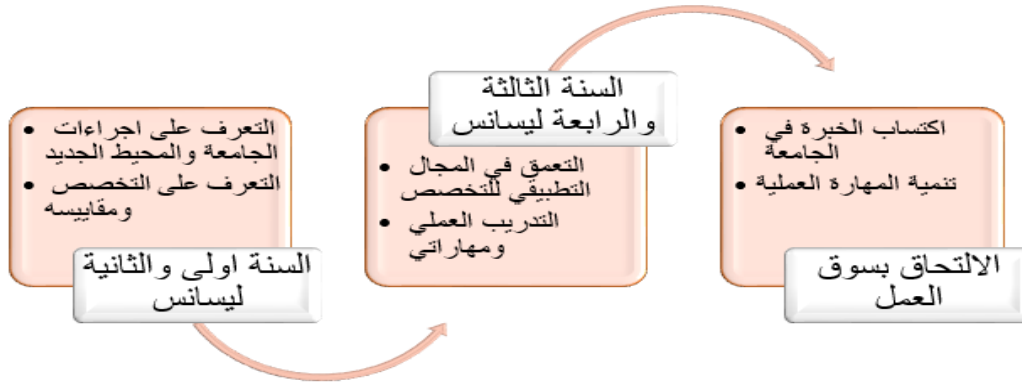 التعرف على اجراءات
الجامعة والمحيط الجديد
التعرف على التخصص
ومقاييسه
السنة اولى والثانية
ليسانس
السنة الثالثة
والرابعة ليسانس
التعمق في المجال
التطبيقي للتخصص
التدريب العملي
ومهاراتي
اكتساب الخبرة في
الجامعة
تنمية المهارة العملية
الالتحاق بسوق
العمل